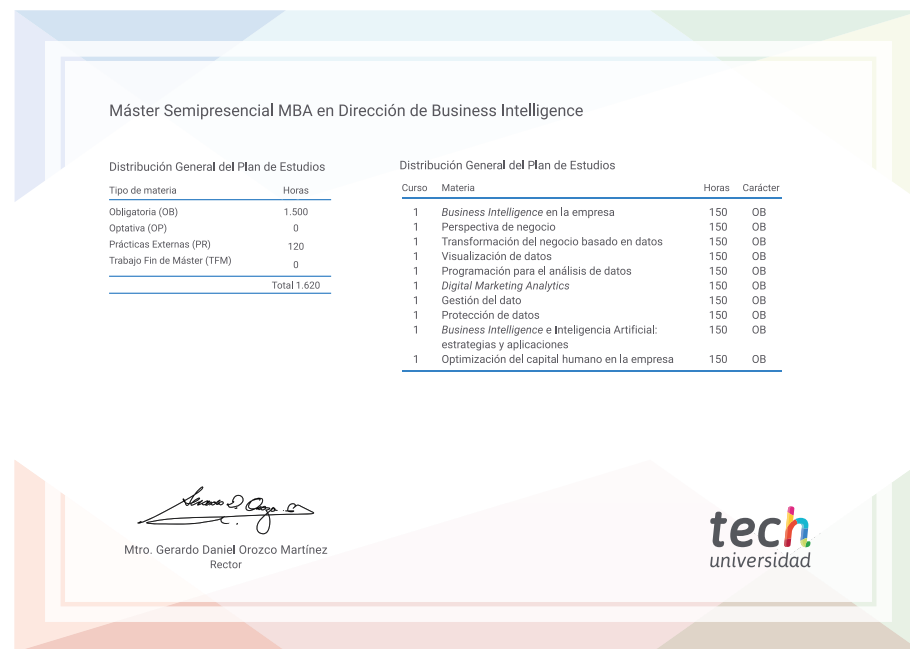 Máster Semipresencial MBA en Dirección de Business Intelligence
Distribución General del Plan de Estudios
Tipo de materia Horas
Obligatoria (OB) 1.500
Optativa (OP) 0
Prácticas Externas (PR) 120
Trabajo Fin de Máster (TFM) 0
Total 1.620
Distribución General del Plan de Estudios
Curso Materia Horas Carácter
1 Business Intelligence en la empresa 150 OB
1 Perspectiva de negocio 150 OB
1 Transformación del negocio basado en datos 150 OB
1 Visualización de datos 150 OB
1 Programación para el análisis de datos 150 OB
1 Digital Marketing Analytics 150 OB
1 Gestión del dato 150 OB
1 Protección de datos 150 OB
1 Business Intelligence e Inteligencia Artificial: 150 OB
estrategias y aplicaciones
1 Optimización del capital humano en la empresa 150 OB
Mtro. Gerardo Daniel Orozco Martínez
Rector
tech
universidad